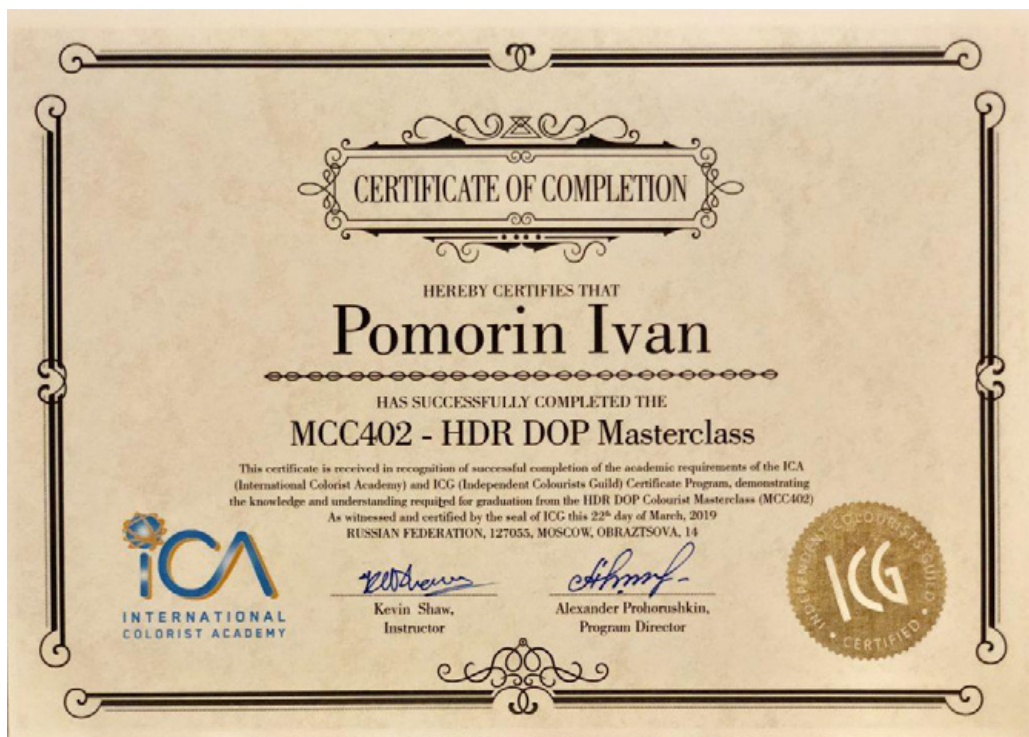 CERTIFICATE OF COMPLETION
HEREBY CERTIFIES THAT
Pomorin Ivan
HAS SUCCESSFULLY COMPLETED THE
MCC402 - HDR DOP Masterclass
This certificate is received in recognition of successful completion of the academic requirements of the ICA
(International Colorist Academy) and ICG (Independent Colourists Guild) Certificate Program, demonstrating
the knowledge and understanding required for graduation from the HDR DOP Colourist Masterclass (MCC402)
As witnessed and certified by the seal of ICG this 22th day of March, 2019
RUSSIAN FEDERATION, 127055, MOSCOW, OBRAZTSOVA, 14
ICA
INTERNATIONAL
COLORIST ACADEMY
Kevin Shaw,
Instructor
Alexander Prohorushkin,
Program Director
INDEPENDENT COLOURISTS GUILD
ICG
CERTIFIED